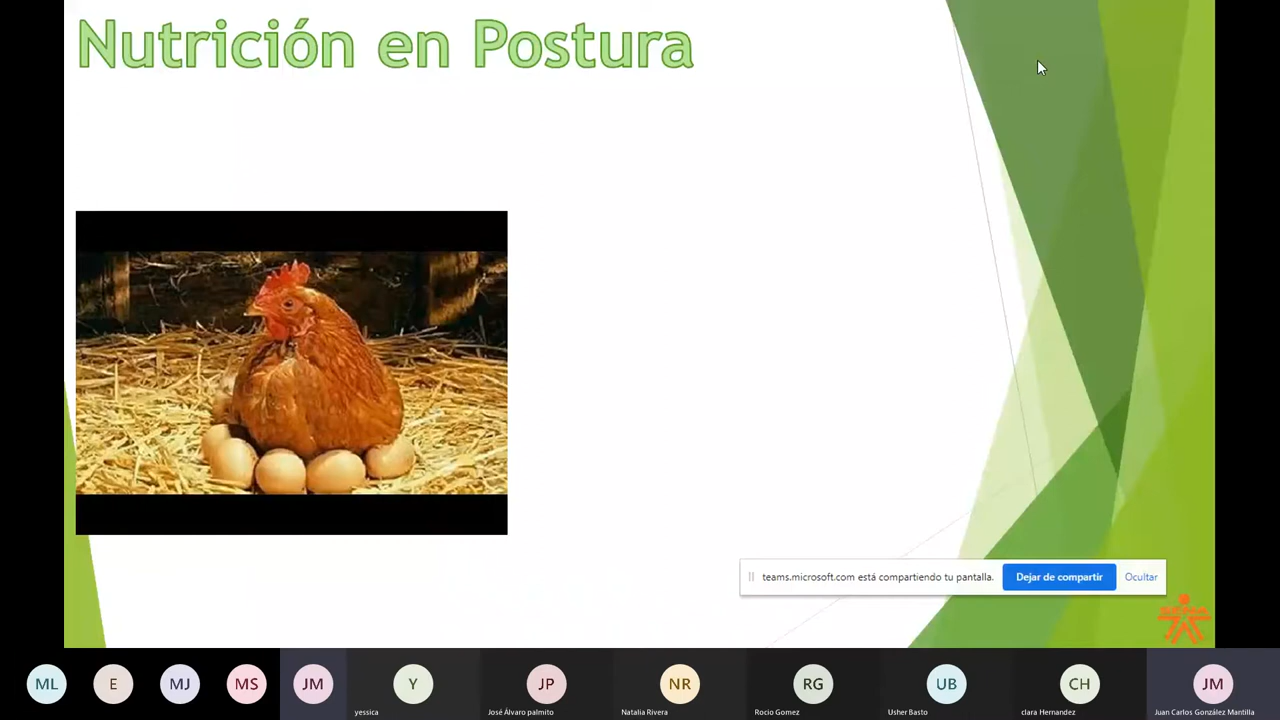 Nutrición en Postura
teams.microsoft.com está compartiendo tu pantalla.
Dejar de compartir
Ocultar
SENA
ML
E
MJ
MS
JM
Y
JP
NR
RG
UB
CH
JM
yessica
José Álvaro palmito
Natalia Rivera
Rocio Gomez
Usher Basto
clara Hernandez
Juan Carlos González Mantilla